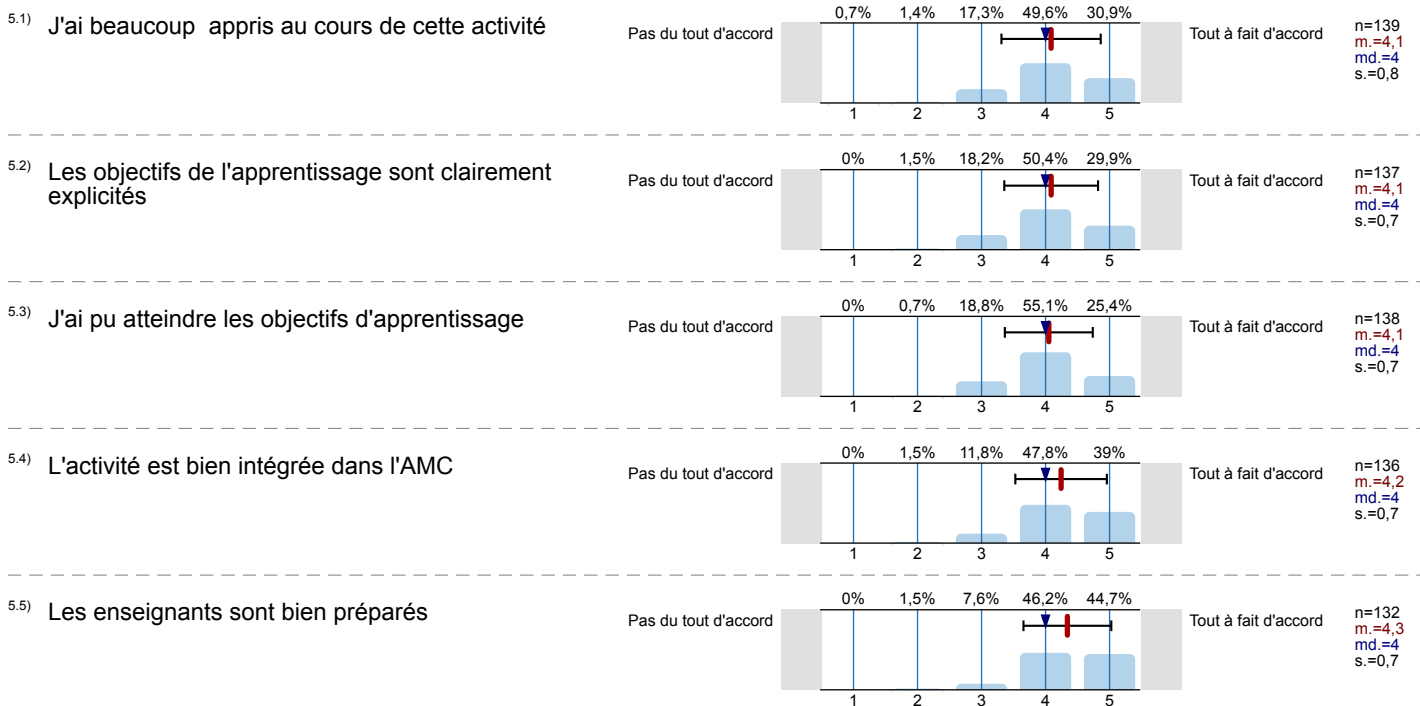 5.1) J'ai beaucoup  appris au cours de cette activité
Pas du tout d'accord
0,7% 1,4% 17,3% 49,6% 30,9%
1 2 3 4 5
Tout à fait d'accord
n=139
m.=4,1
md.=4
s.=0,8
5.2) Les objectifs de l'apprentissage sont clairement
explicités
Pas du tout d'accord
0% 1,5% 18,2% 50,4% 29,9%
1 2 3 4 5
Tout à fait d'accord
n=137
m.=4,1
md.=4
s.=0,7
5.3) J'ai pu atteindre les objectifs d'apprentissage
Pas du tout d'accord
0% 0,7% 18,8% 55,1% 25,4%
1 2 3 4 5
Tout à fait d'accord
n=138
m.=4,1
md.=4
s.=0,7
5.4) L'activité est bien intégrée dans l'AMC
Pas du tout d'accord
0% 1,5% 11,8% 47,8% 39%
1 2 3 4 5
Tout à fait d'accord
n=136
m.=4,2
md.=4
s.=0,7
5.5) Les enseignants sont bien préparés
Pas du tout d'accord
0% 1,5% 7,6% 46,2% 44,7%
1 2 3 4 5
Tout à fait d'accord
n=132
m.=4,3
md.=4
s.=0,7